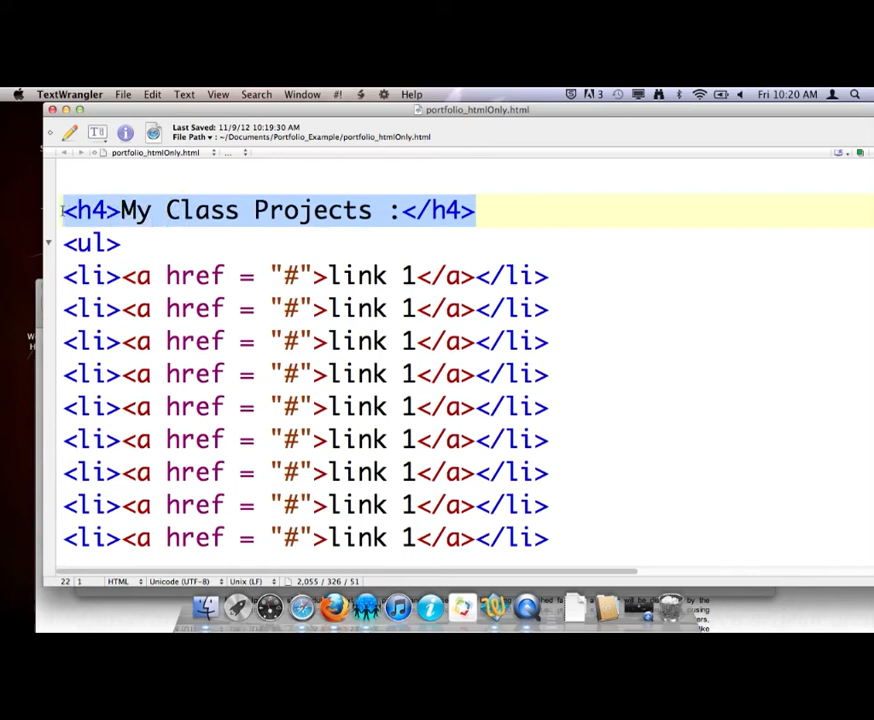 TextWrangler File Edit Text View Search Window #! Help 3 Fri 10:20 AM
portfolio_htmlOnly.html
Last Saved: 11/9/12 10:19:30 AM
File Path ▾ : ~/Documents/Portfolio_Example/portfolio_htmlOnly.html
portfolio_htmlOnly.html ...
<h4>My Class Projects :</h4>
<ul>
<li><a href = "#">link 1</a></li>
<li><a href = "#">link 1</a></li>
<li><a href = "#">link 1</a></li>
<li><a href = "#">link 1</a></li>
<li><a href = "#">link 1</a></li>
<li><a href = "#">link 1</a></li>
<li><a href = "#">link 1</a></li>
<li><a href = "#">link 1</a></li>
<li><a href = "#">link 1</a></li>
22 1 HTML Unicode (UTF-8) Unix (LF) 2,055 / 326 / 51
by the